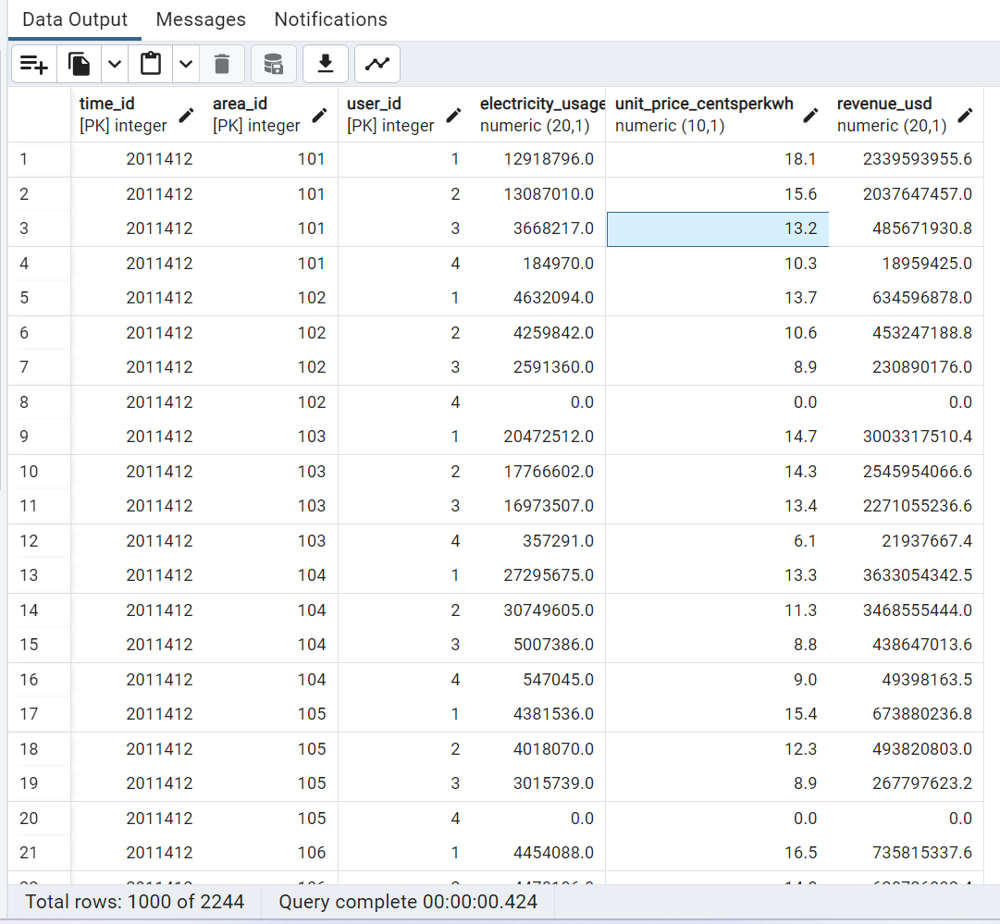 Data Output Messages Notifications
time_id area_id user_id electricity_usage unit_price_centsperkwh revenue_usd
[PK] integer [PK] integer [PK] integer numeric (20,1) numeric (10,1) numeric (20,1)
1 2011412 101 1 12918796.0 18.1 2339593955.6
2 2011412 101 2 13087010.0 15.6 2037647457.0
3 2011412 101 3 3668217.0 13.2 485671930.8
4 2011412 101 4 184970.0 10.3 18959425.0
5 2011412 102 1 4632094.0 13.7 634596878.0
6 2011412 102 2 4259842.0 10.6 453247188.8
7 2011412 102 3 2591360.0 8.9 230890176.0
8 2011412 102 4 0.0 0.0 0.0
9 2011412 103 1 20472512.0 14.7 3003317510.4
10 2011412 103 2 17766602.0 14.3 2545954066.6
11 2011412 103 3 16973507.0 13.4 2271055236.6
12 2011412 103 4 357291.0 6.1 21937667.4
13 2011412 104 1 27295675.0 13.3 3633054342.5
14 2011412 104 2 30749605.0 11.3 3468555444.0
15 2011412 104 3 5007386.0 8.8 438647013.6
16 2011412 104 4 547045.0 9.0 49398163.5
17 2011412 105 1 4381536.0 15.4 673880236.8
18 2011412 105 2 4018070.0 12.3 493820803.0
19 2011412 105 3 3015739.0 8.9 267797623.2
20 2011412 105 4 0.0 0.0 0.0
21 2011412 106 1 4454088.0 16.5 735815337.6
Total rows: 1000 of 2244 Query complete 00:00:00.424